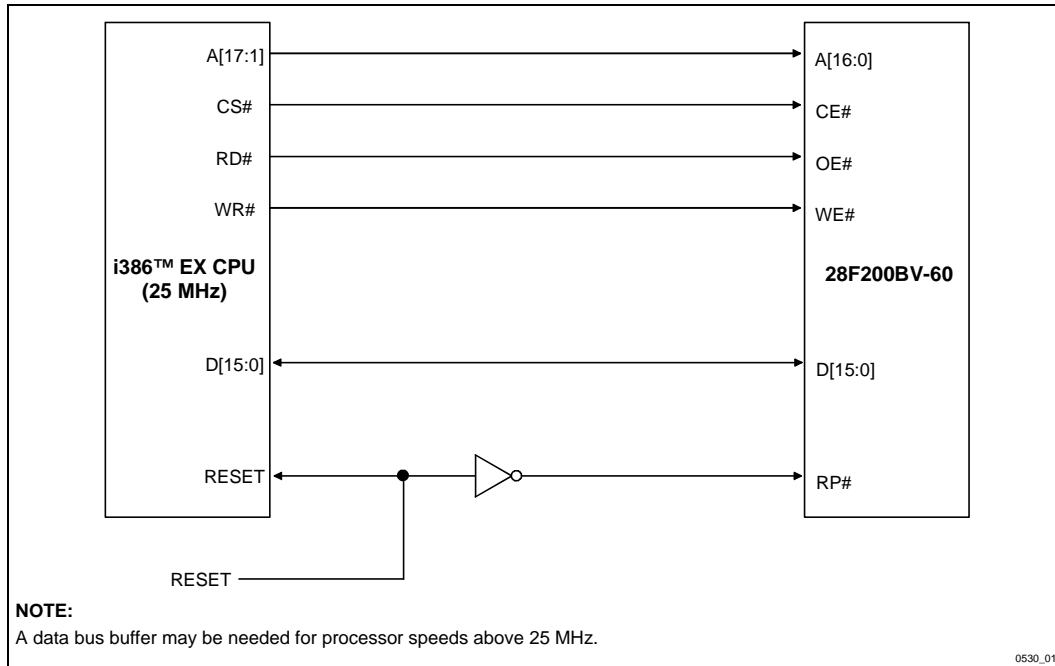 A[17:1] A[16:0]
CS# CE#
RD# OE#
WR# WE#
i386™ EX CPU
(25 MHz)
28F200BV-60
D[15:0] D[15:0]
RESET RP#
RESET
NOTE:
A data bus buffer may be needed for processor speeds above 25 MHz.
0530_01